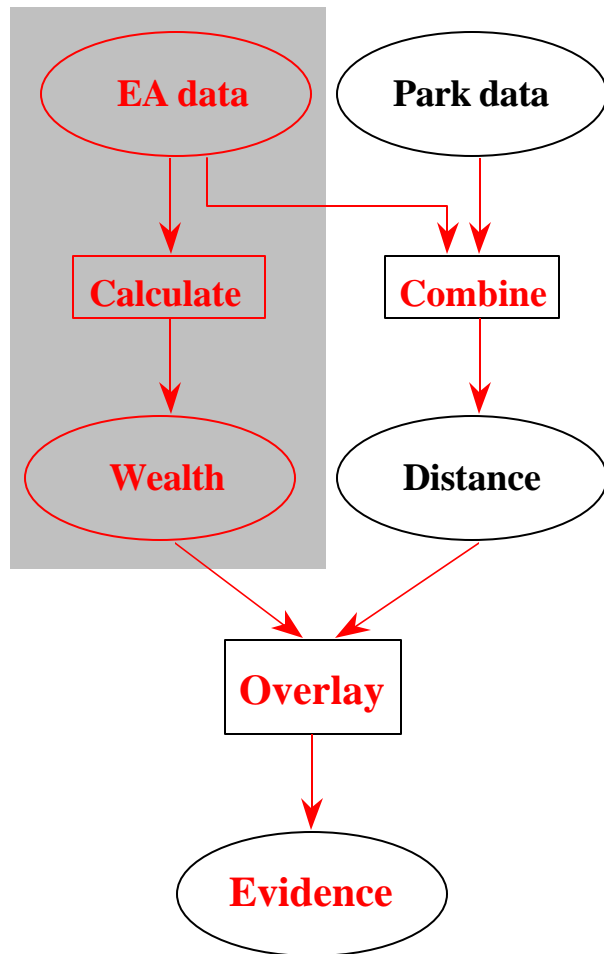 EA data
Park data
Calculate
Combine
Wealth
Distance
Overlay
Evidence